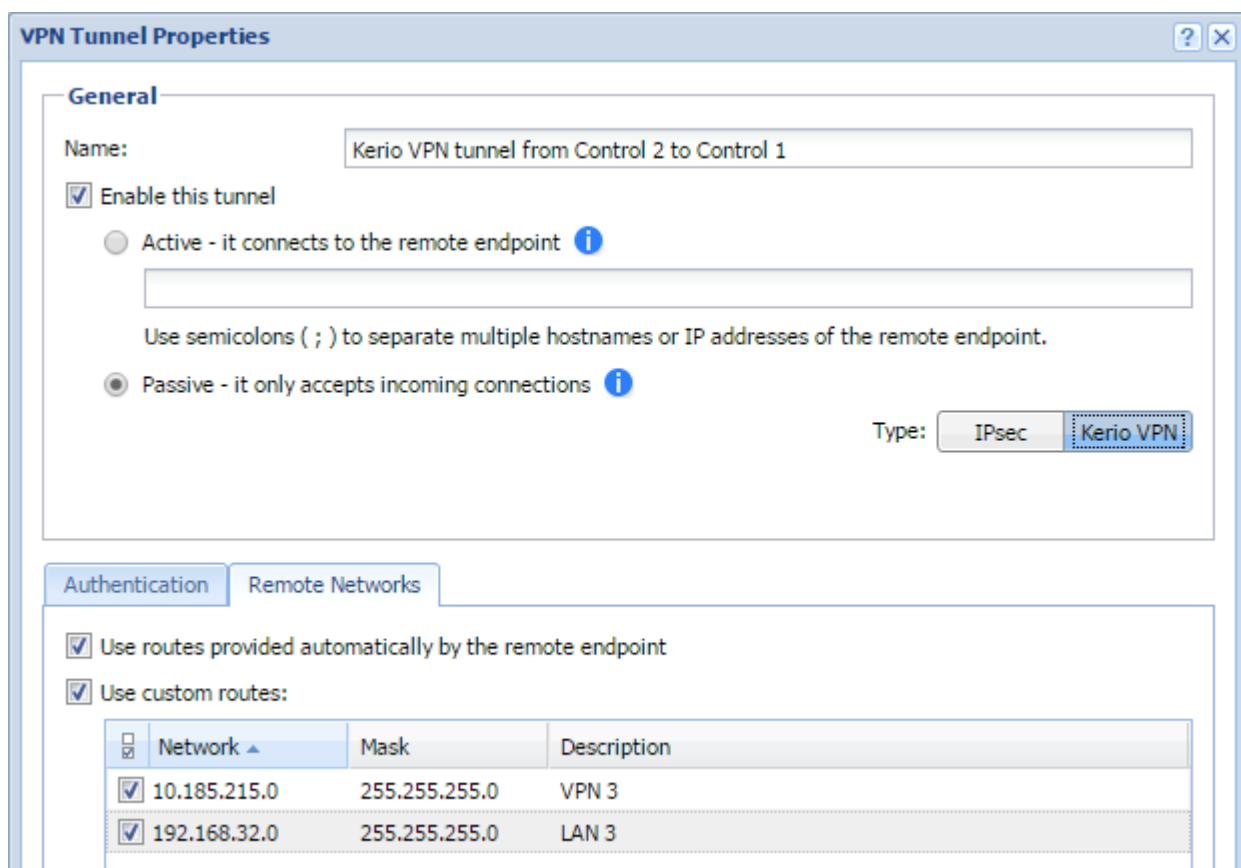 VPN Tunnel Properties
General
Name: Kerio VPN tunnel from Control 2 to Control 1
Enable this tunnel
Active - it connects to the remote endpoint
Use semicolons ( ; ) to separate multiple hostnames or IP addresses of the remote endpoint.
Passive - it only accepts incoming connections
Type: IPsec Kerio VPN
Authentication Remote Networks
Use routes provided automatically by the remote endpoint
Use custom routes:
Network Mask Description
10.185.215.0 255.255.255.0 VPN 3
192.168.32.0 255.255.255.0 LAN 3